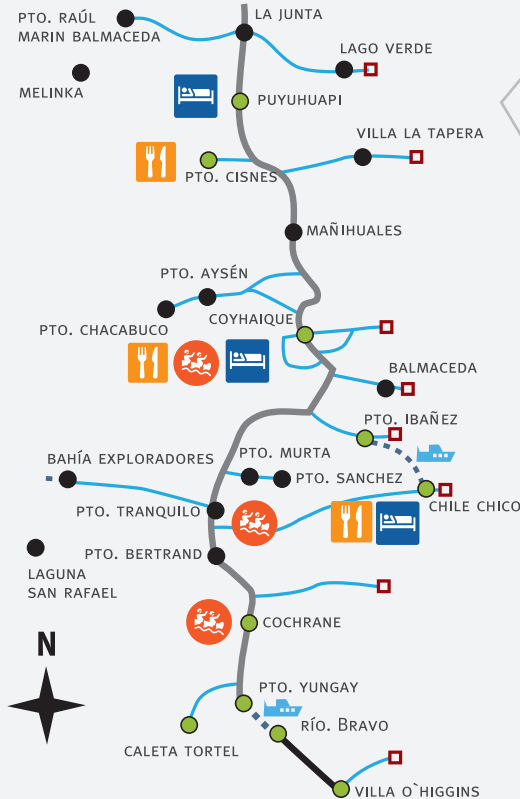 LA JUNTA
PTO. RAÚL
MARIN BALMACEDA
LAGO VERDE
MELINKA
PUYUHUAPI
VILLA LA TAPERA
PTO. CISNES
MAÑIHUALES
PTO. AYSÉN
PTO. CHACABUCO
COYHAIQUE
BALMACEDA
PTO. IBAÑEZ
PTO. MURTA
BAHÍA EXPLORADORES
PTO. SANCHEZ
CHILE CHICO
PTO. TRANQUILO
PTO. BERTRAND
LAGUNA
SAN RAFAEL
COCHRANE
N
PTO. YUNGAY
RÍO. BRAVO
CALETA TORTEL
VILLA O`HIGGINS